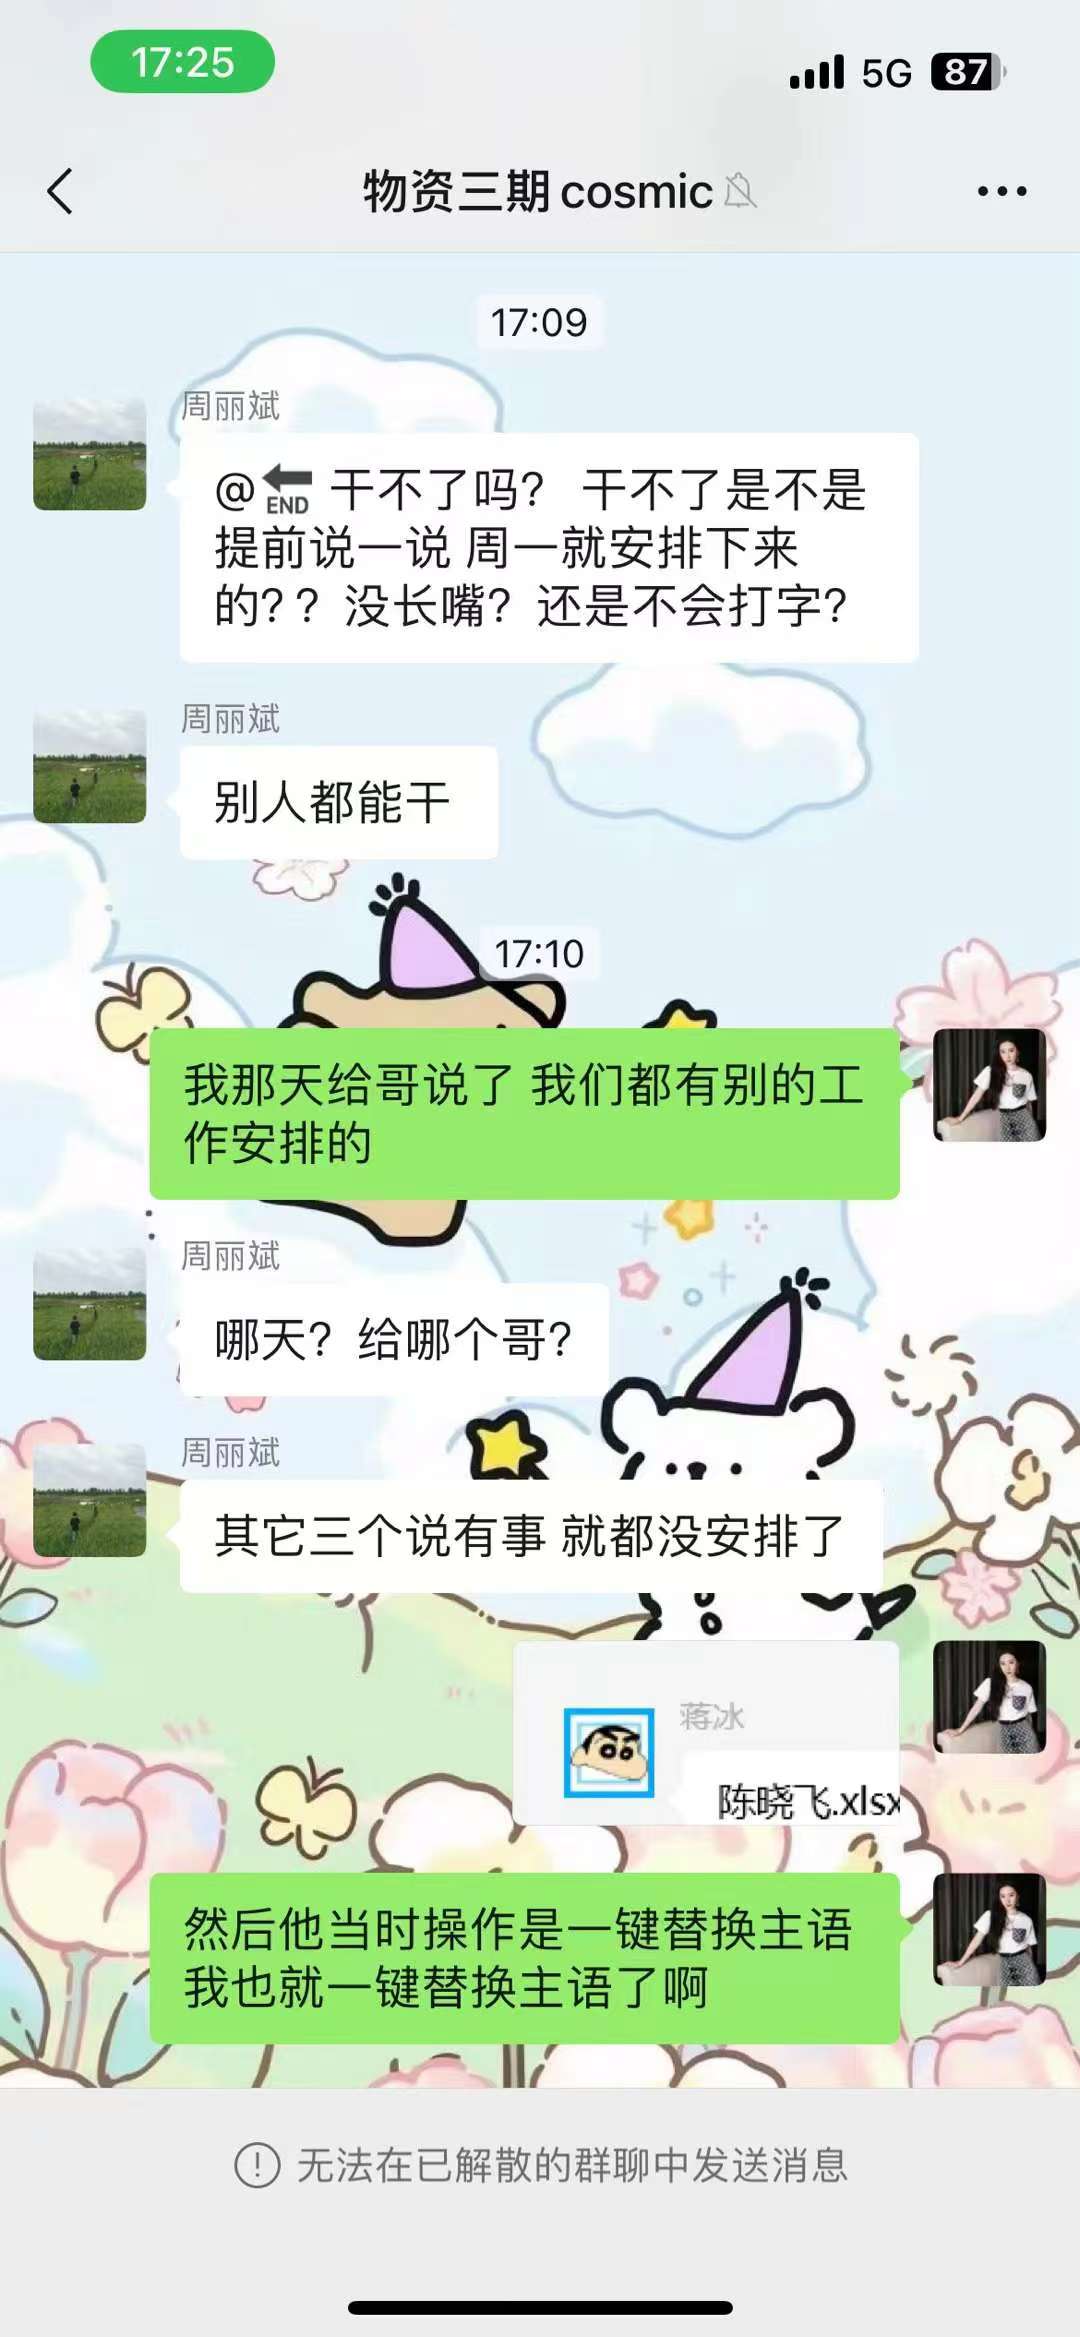 17:25
5G
87
物资三期cosmic
17:09
周丽斌
@🔚 干不了吗？ 干不了是不是
提前说一说 周一就安排下来
的？？没长嘴？还是不会打字？
周丽斌
别人都能干
17:10
我那天给哥说了 我们都有别的工
作安排的
周丽斌
哪天？给哪个哥？
周丽斌
其它三个说有事 就都没安排了
蒋冰
陈晓飞.xlsx
然后他当时操作是一键替换主语
我也就一键替换主语了啊
无法在已解散的群聊中发送消息